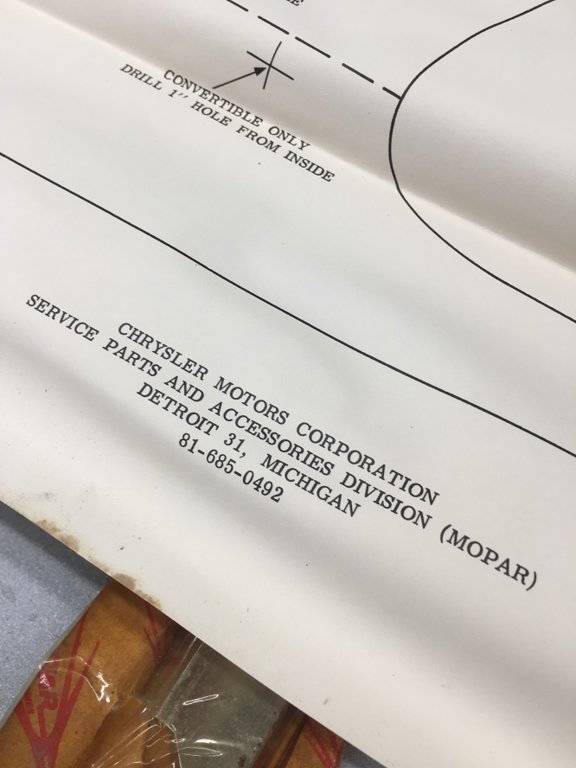 CONVERTIBLE ONLY
DRILL 1" HOLE FROM INSIDE
CHRYSLER MOTORS CORPORATION
SERVICE PARTS AND ACCESSORIES DIVISION (MOPAR)
DETROIT 31, MICHIGAN
81-685-0492